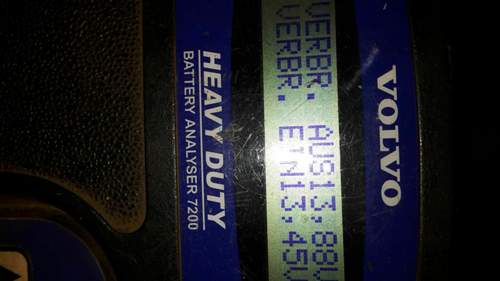 VOLVO
VERBR. AUS13,88V
VERBR. EIN13,45V
HEAVY DUTY
BATTERY ANALYSER 7200